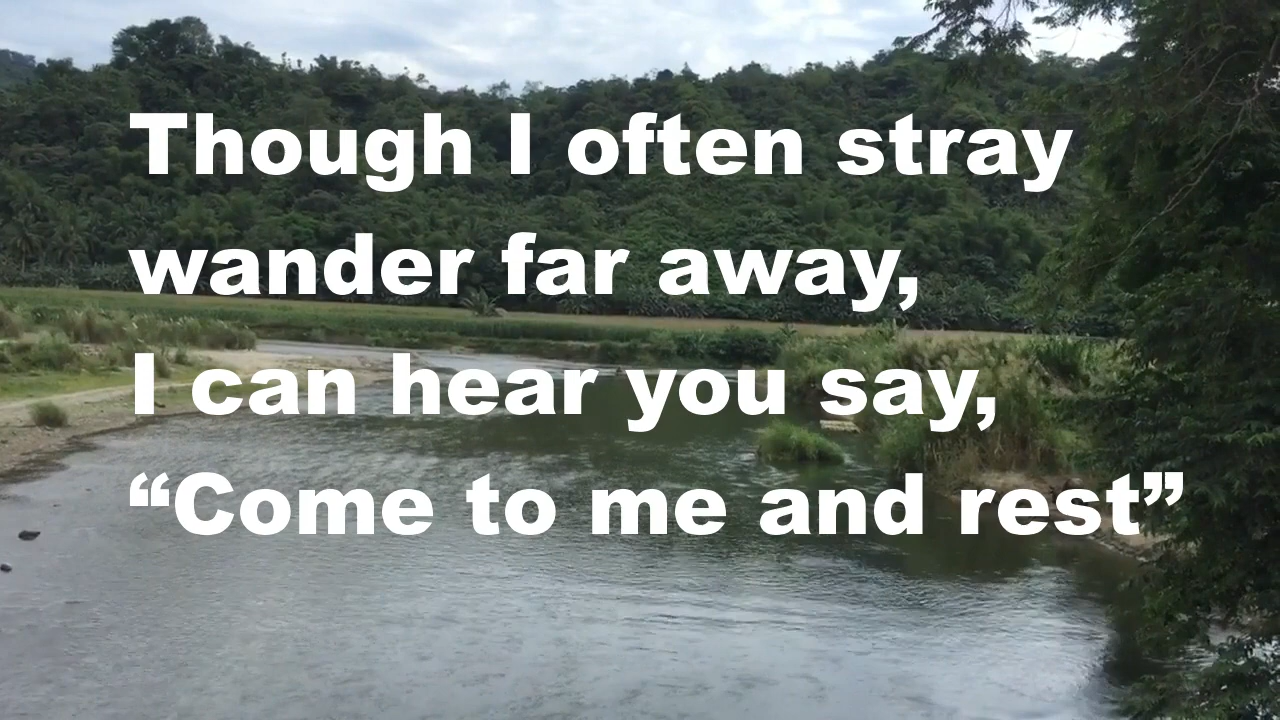 Though I often stray
wander far away,
I can hear you say,
“Come to me and rest”